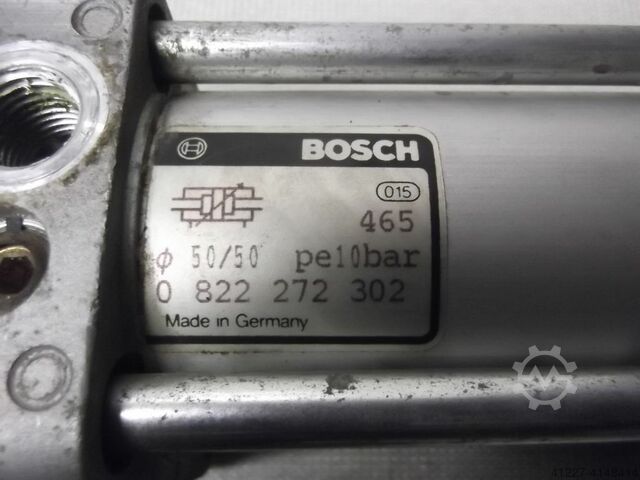 BOSCH
015
465
ϕ 50/50 pe10bar
0 822 272 302
Made in Germany